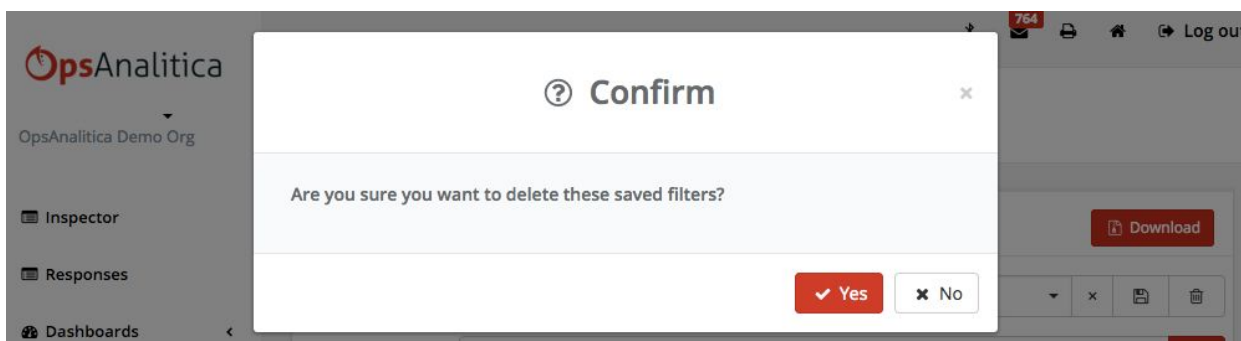 764
Log ou
OpsAnalitica
Confirm
OpsAnalitica Demo Org
Are you sure you want to delete these saved filters?
Inspector
Download
Responses
Yes
No
Dashboards